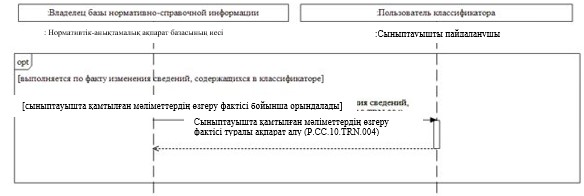 :Владелец базы нормативно-справочной информации
:Пользователь классификатора
: Нормативтік-анықтамалық ақпарат базасының иесі
:Сыныптауышты пайдаланушы
opt
[выполняется по факту изменения сведений, содержащихся в классификаторе]
сведений,
[сыныптауышта қамтылған мәліметтердің өзгеру фактісі бойынша орындалады]
Сыныптауышта қамтылған мәліметтердің өзгеру
фактісі туралы ақпарат алу (P.CC.10.TRN.004)